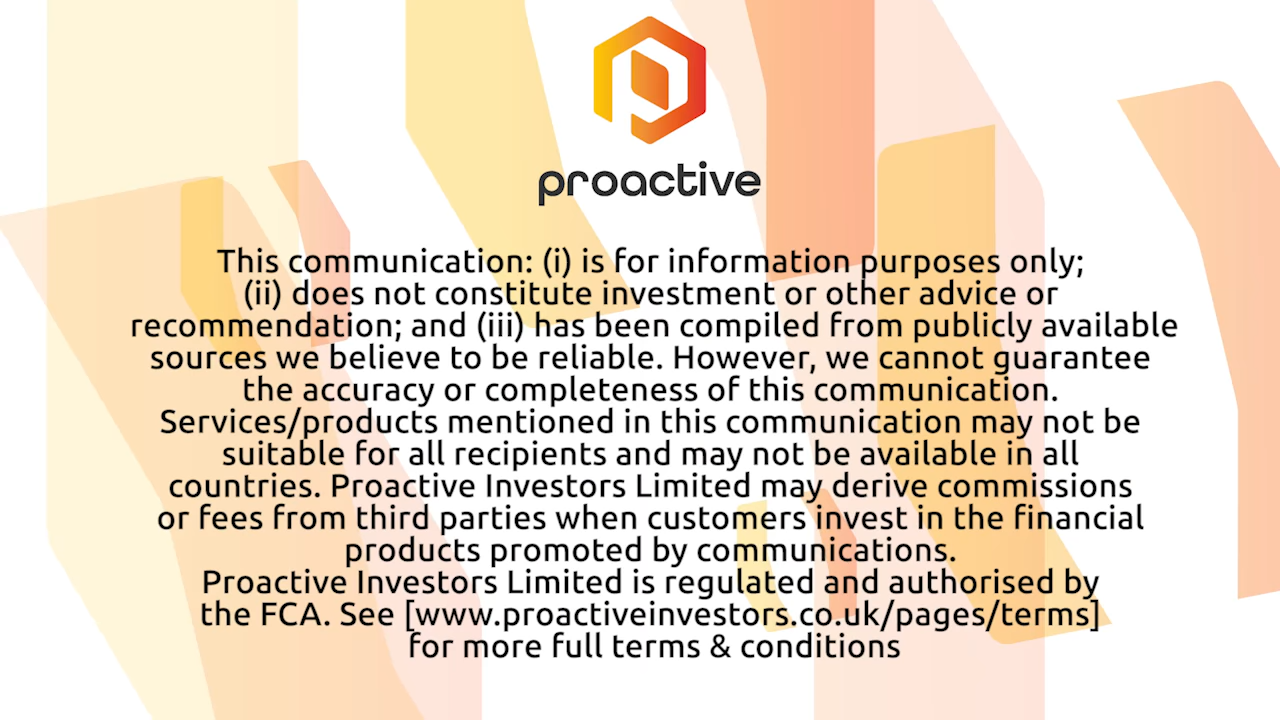 proactive
This communication: (i) is for information purposes only;
(ii) does not constitute investment or other advice or
recommendation; and (iii) has been compiled from publicly available
sources we believe to be reliable. However, we cannot guarantee
the accuracy or completeness of this communication.
Services/products mentioned in this communication may not be
suitable for all recipients and may not be available in all
countries. Proactive Investors Limited may derive commissions
or fees from third parties when customers invest in the financial
products promoted by communications.
Proactive Investors Limited is regulated and authorised by
the FCA. See [www.proactiveinvestors.co.uk/pages/terms]
for more full terms & conditions